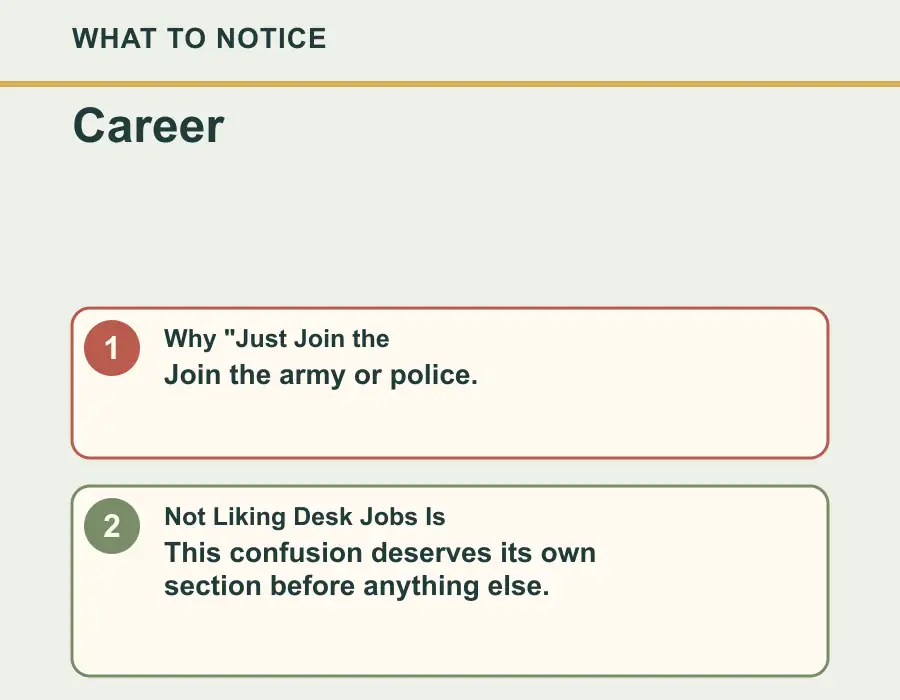 WHAT TO NOTICE
Career
1
Why "Just Join the
Join the army or police.
2
Not Liking Desk Jobs Is
This confusion deserves its own
section before anything else.